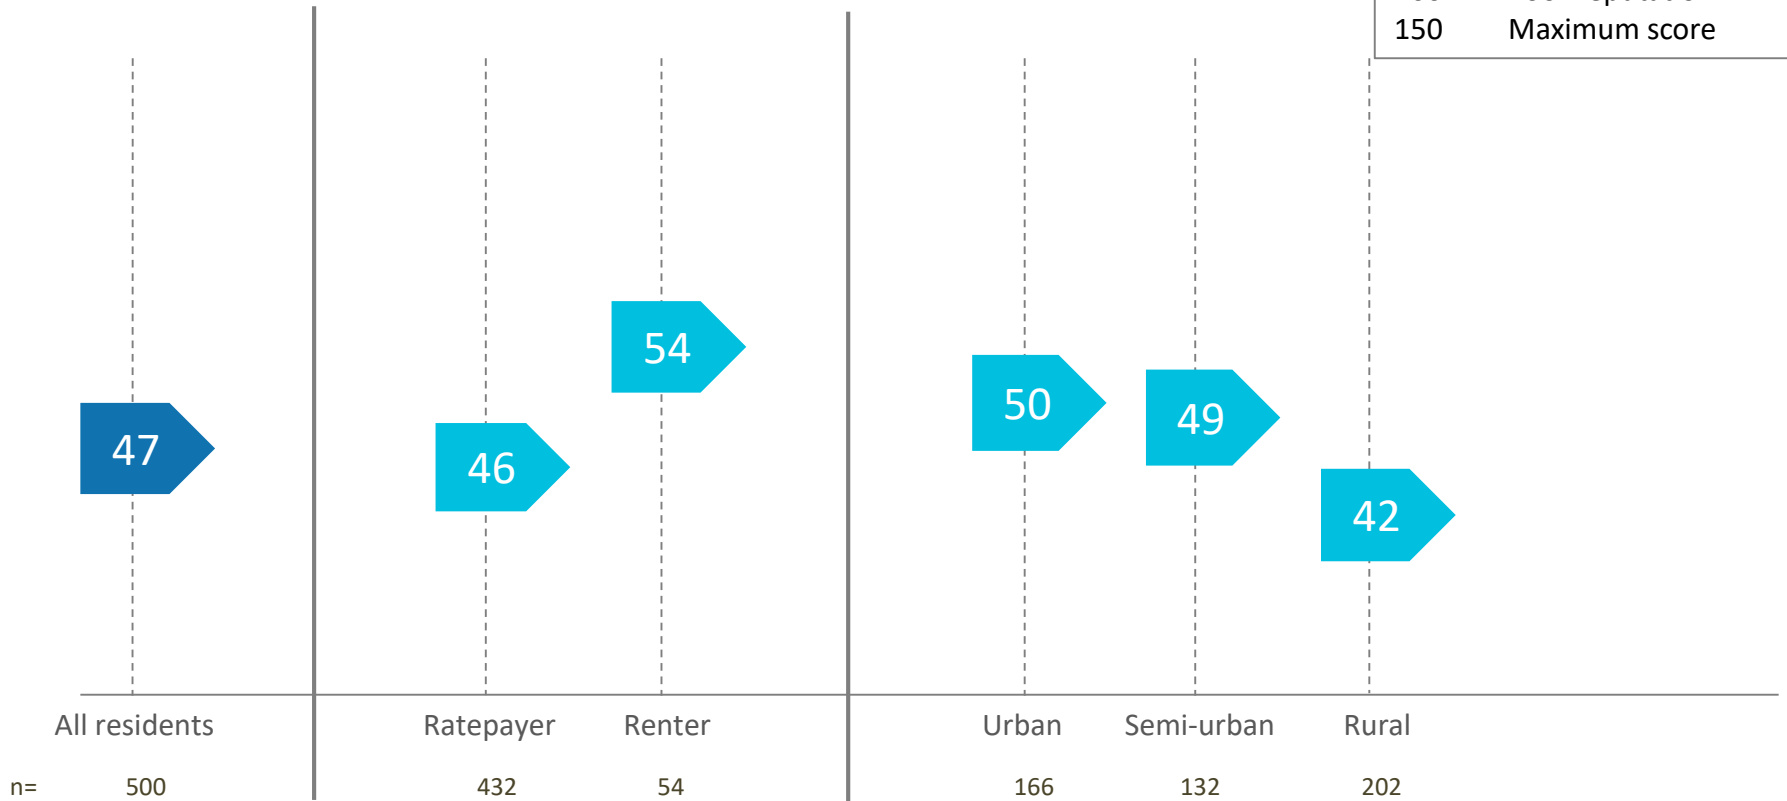 150 Maximum score
54
50
49
47
46
42
All residents Ratepayer Renter Urban Semi-urban Rural
n= 500 432 54 166 132 202